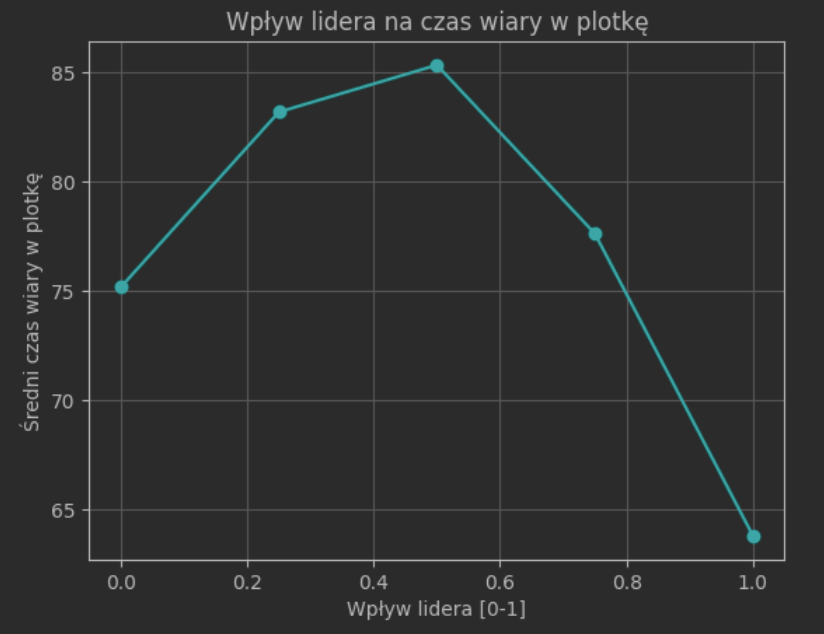 Wpływ lidera na czas wiary w plotkę
85
80
75
70
65
Średni czas wiary w plotkę
0.0 0.2 0.4 0.6 0.8 1.0
Wpływ lidera [0-1]